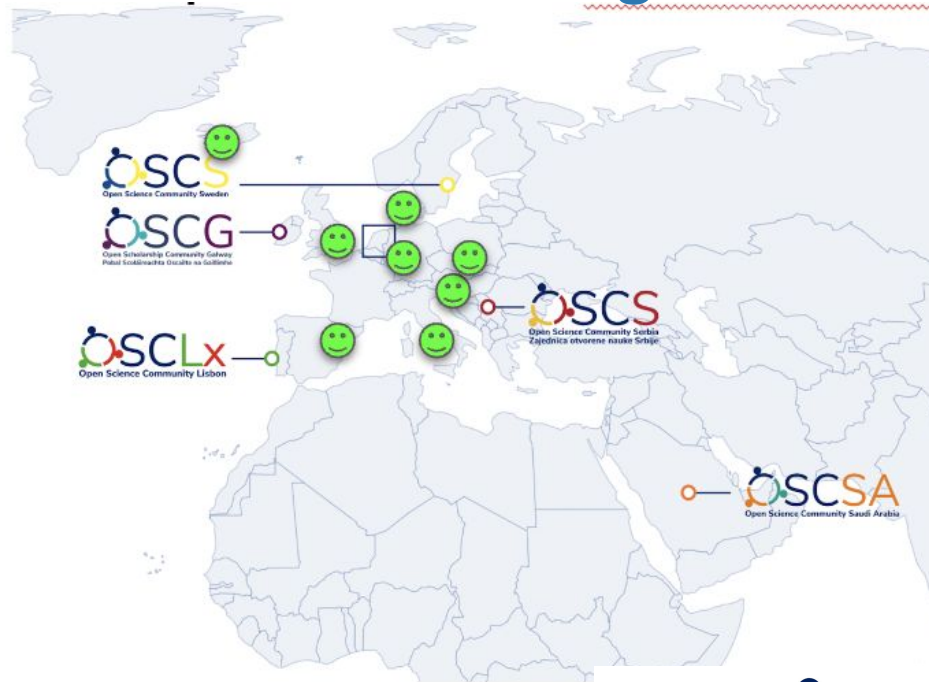 OSCS
Open Science Community Sweden
OSCG
Open Scholarship Community Galway
Pobal Scoláireachta Oscailte na Gaillimhe
OSCS
Open Science Community Serbia
Zajednica otvorene nauke Srbije
OSCLx
Open Science Community Lisbon
OSCSA
Open Science Community Saudi Arabia